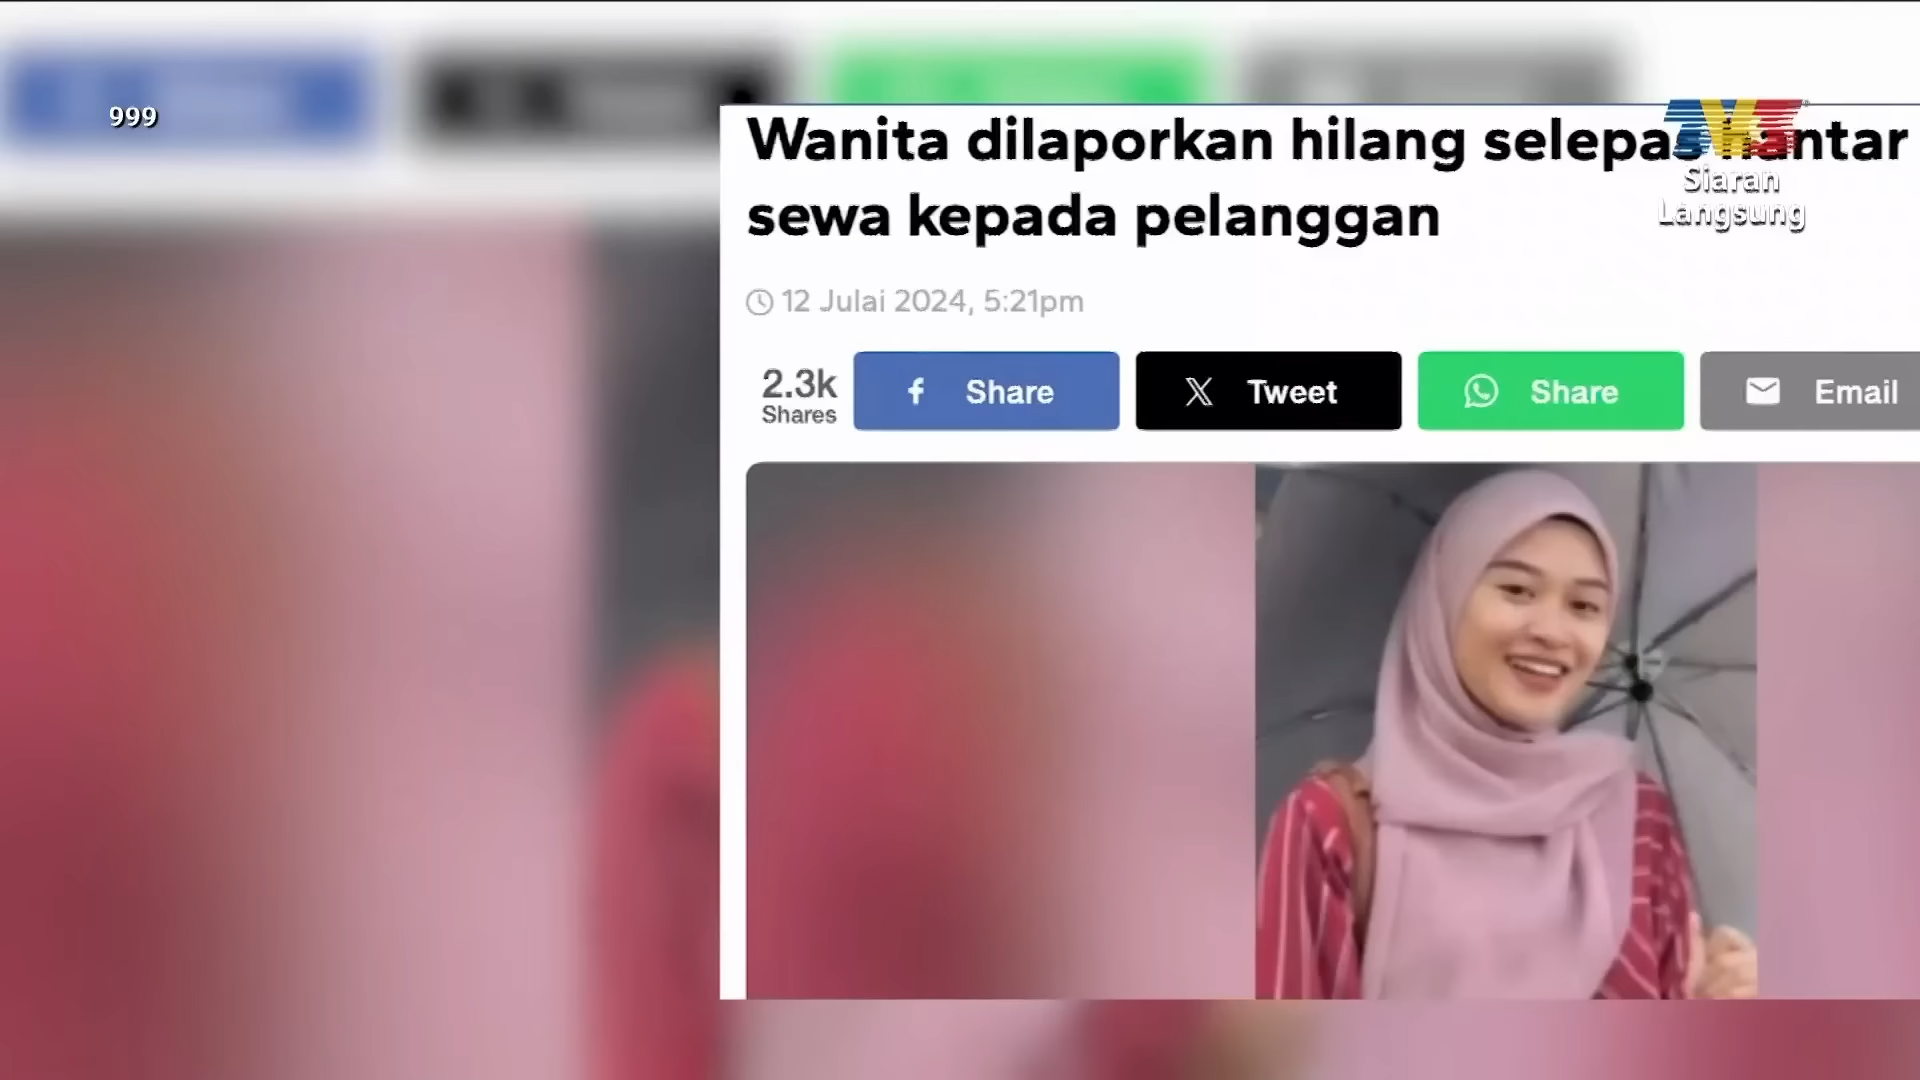 999
Wanita dilaporkan hilang selepas hantar
sewa kepada pelanggan
Siaran
Langsung
12 Julai 2024, 5:21pm
2.3k
Shares
Share
Tweet
Share
Email